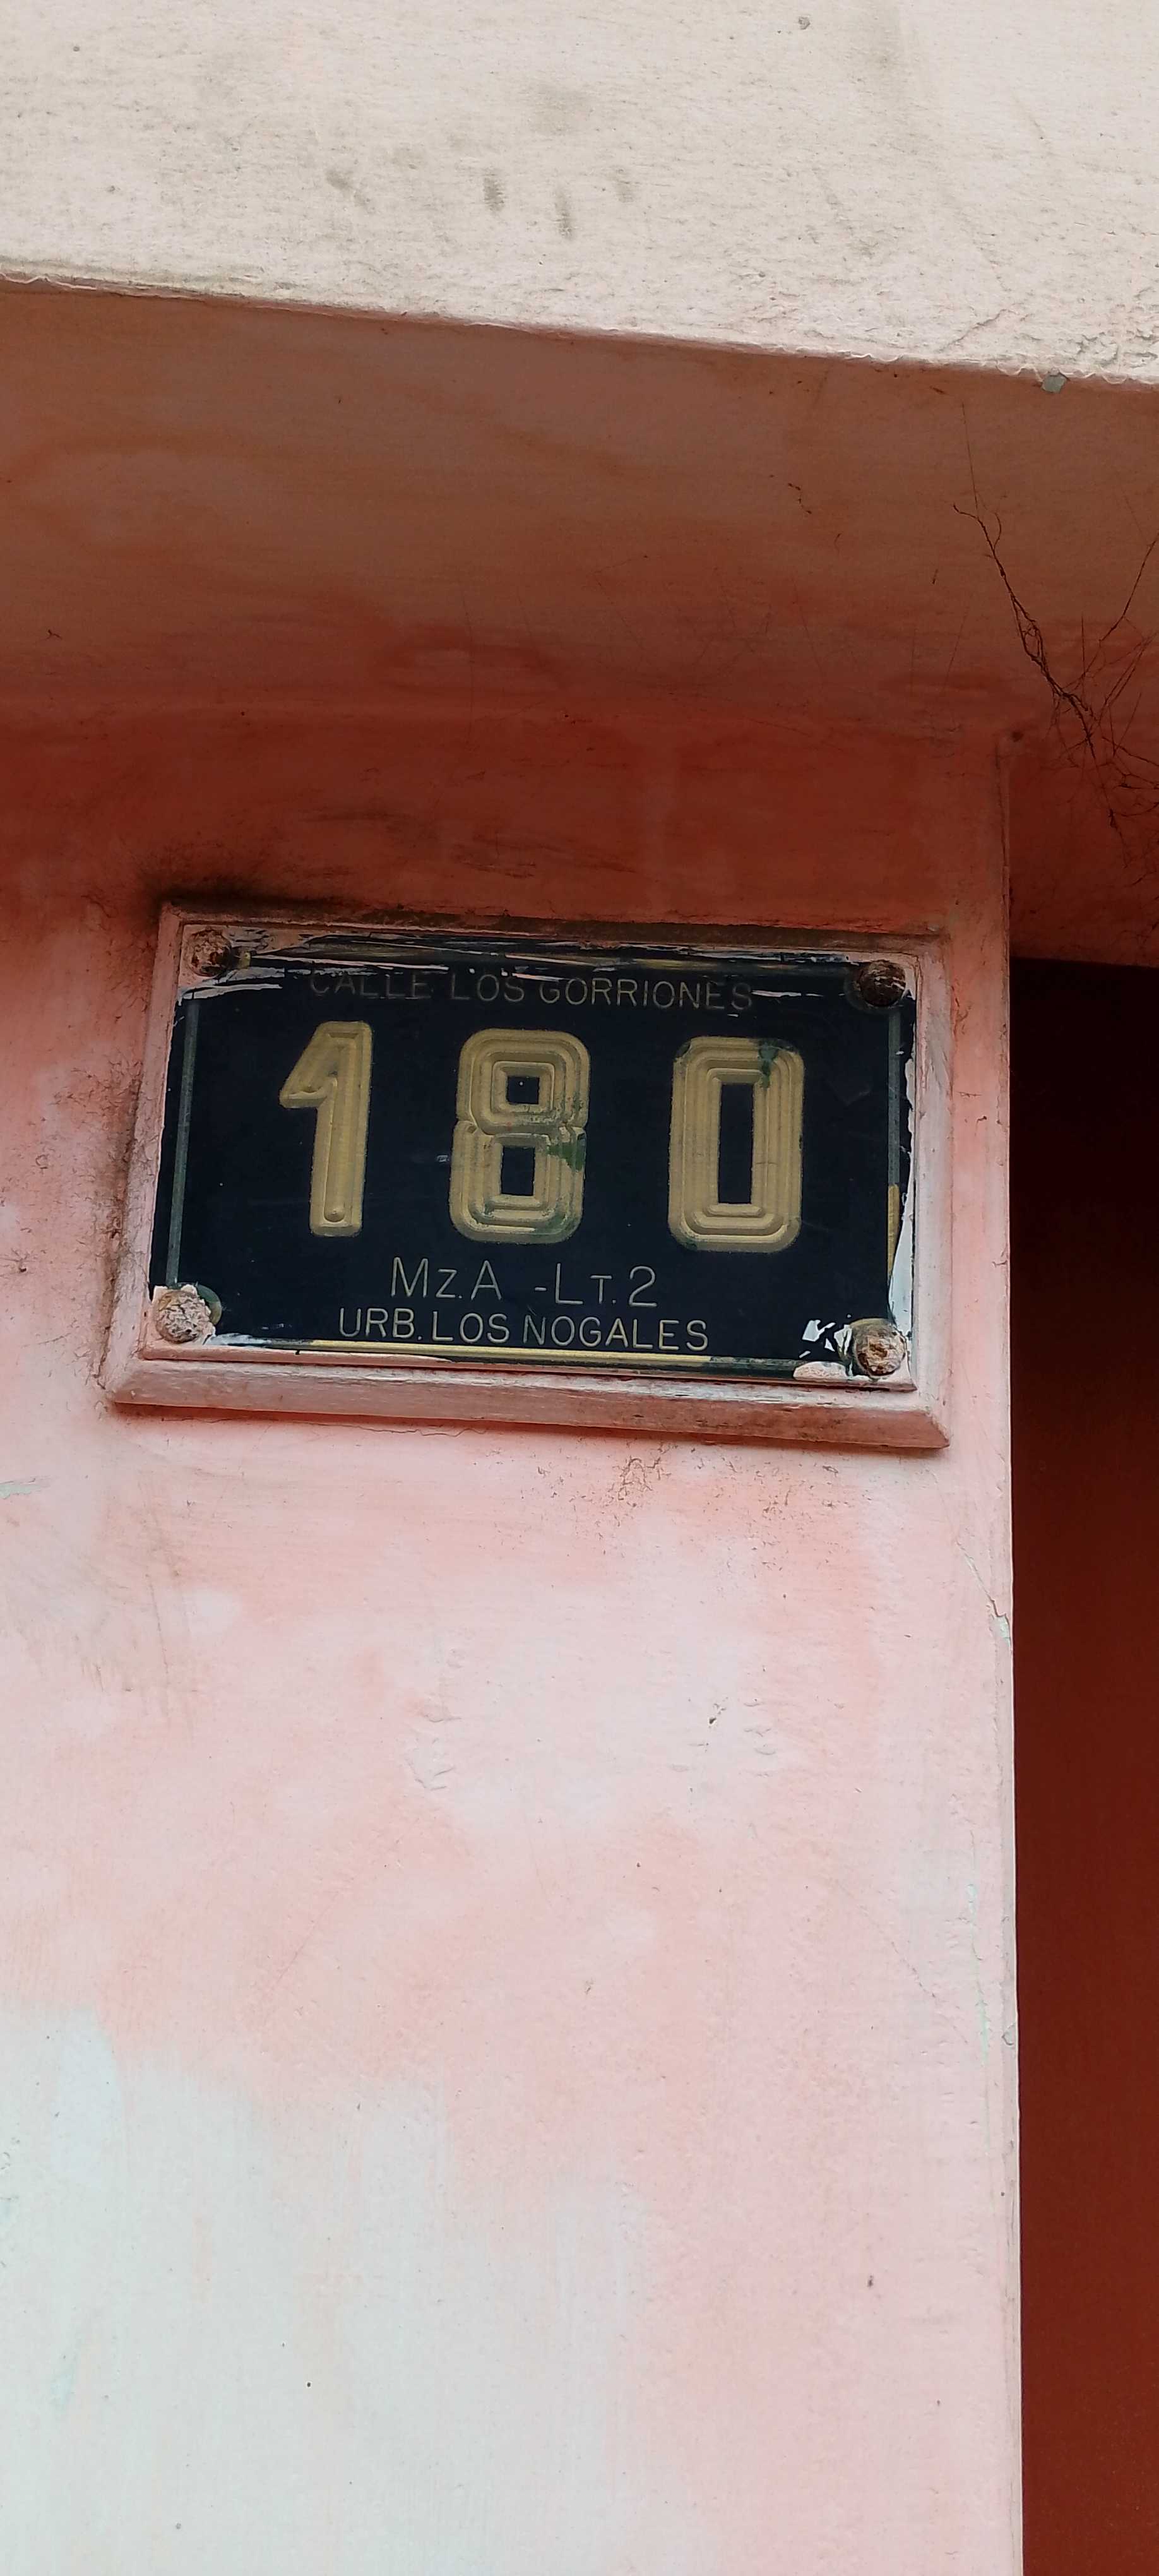 CALLE LOS GORRIONES
180
Mz.A -LT.2
URB.LOS NOGALES